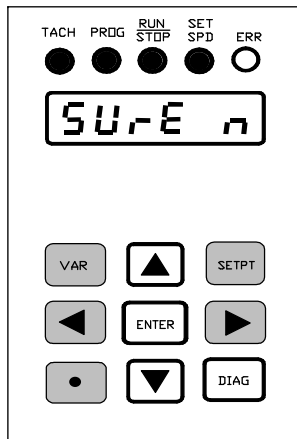 TACH PROG RUN STOP SET SPD ERR
SUrE n
VAR SETPT
ENTER
DIAG